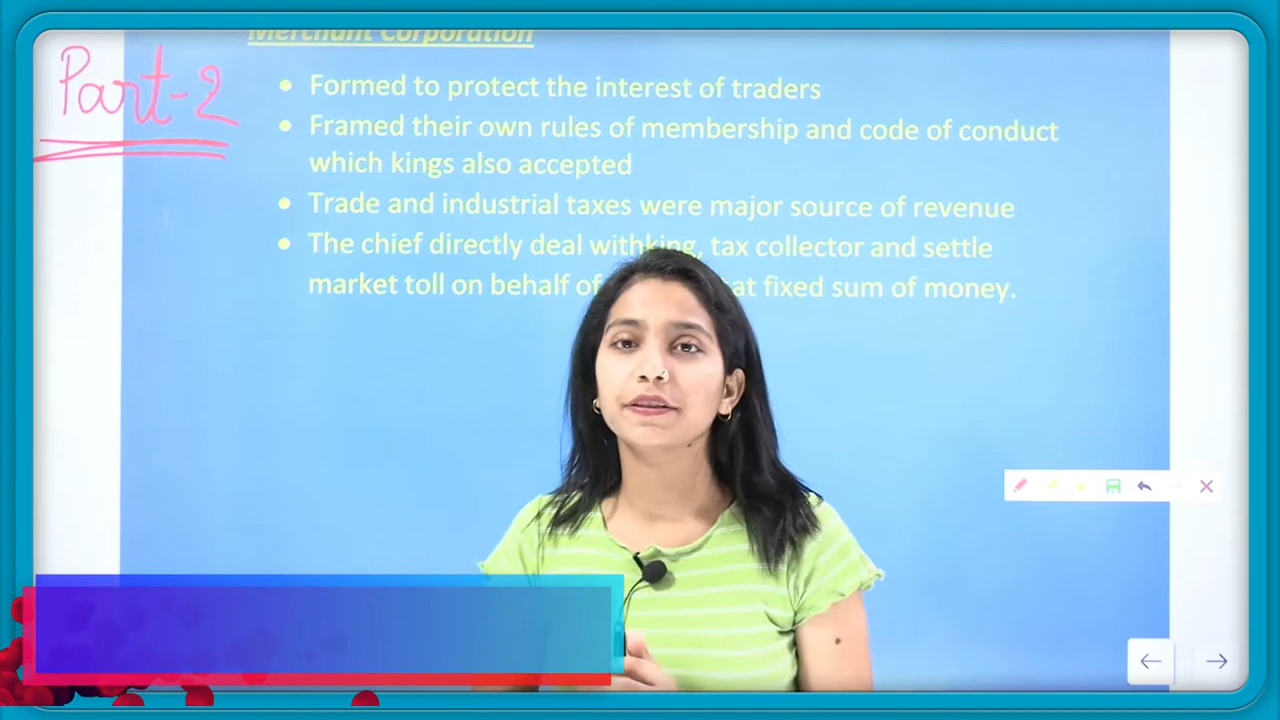 Merchant Corporation
Part-2
• Formed to protect the interest of traders
• Framed their own rules of membership and code of conduct
which kings also accepted
• Trade and industrial taxes were major source of revenue
• The chief directly deal withking, tax collector and settle
market toll on behalf of at fixed sum of money.